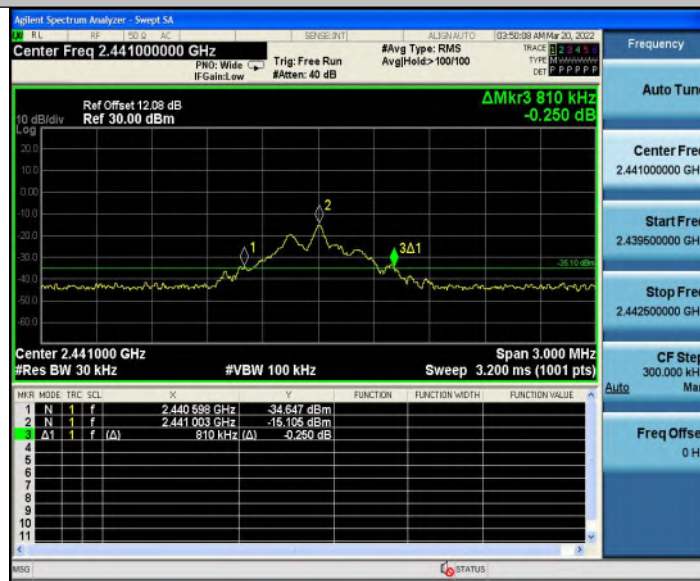 Agilent Spectrum Analyzer - Swept SA
RL RF 50 Ω AC SENSE:INT ALIGN AUTO 03:50:08 AM Mar 20, 2022
Center Freq 2.441000000 GHz
PNO: Wide
IFGain:Low
Trig: Free Run
#Atten: 40 dB
#Avg Type: RMS
Avg|Hold:>100/100
TRACE 1 2 3 4 5 6
TYPE MWWWWW
DET P P P P P P
Frequency
Ref Offset 12.08 dB
10 dB/div Ref 30.00 dBm
Log
ΔMkr3 810 kHz
-0.250 dB
20.0
10.0
0.00
-10.0
-20.0
-30.0
-40.0
-50.0
-60.0
1
2
3Δ1
-35.10 dBm
Center 2.441000 GHz Span 3.000 MHz
#Res BW 30 kHz #VBW 100 kHz Sweep 3.200 ms (1001 pts)
MKR MODE TRC SCL X Y FUNCTION FUNCTION WIDTH FUNCTION VALUE
1 N 1 f 2.440 598 GHz -34.647 dBm
2 N 1 f 2.441 003 GHz -15.105 dBm
3 Δ1 1 f (Δ) 810 kHz (Δ) -0.250 dB
4
5
6
7
8
9
10
11
MSG STATUS
Auto Tune
Center Freq
2.441000000 GH
Start Freq
2.439500000 GH
Stop Freq
2.442500000 GH
CF Step
300.000 kH
Auto Ma
Freq Offse
0 H